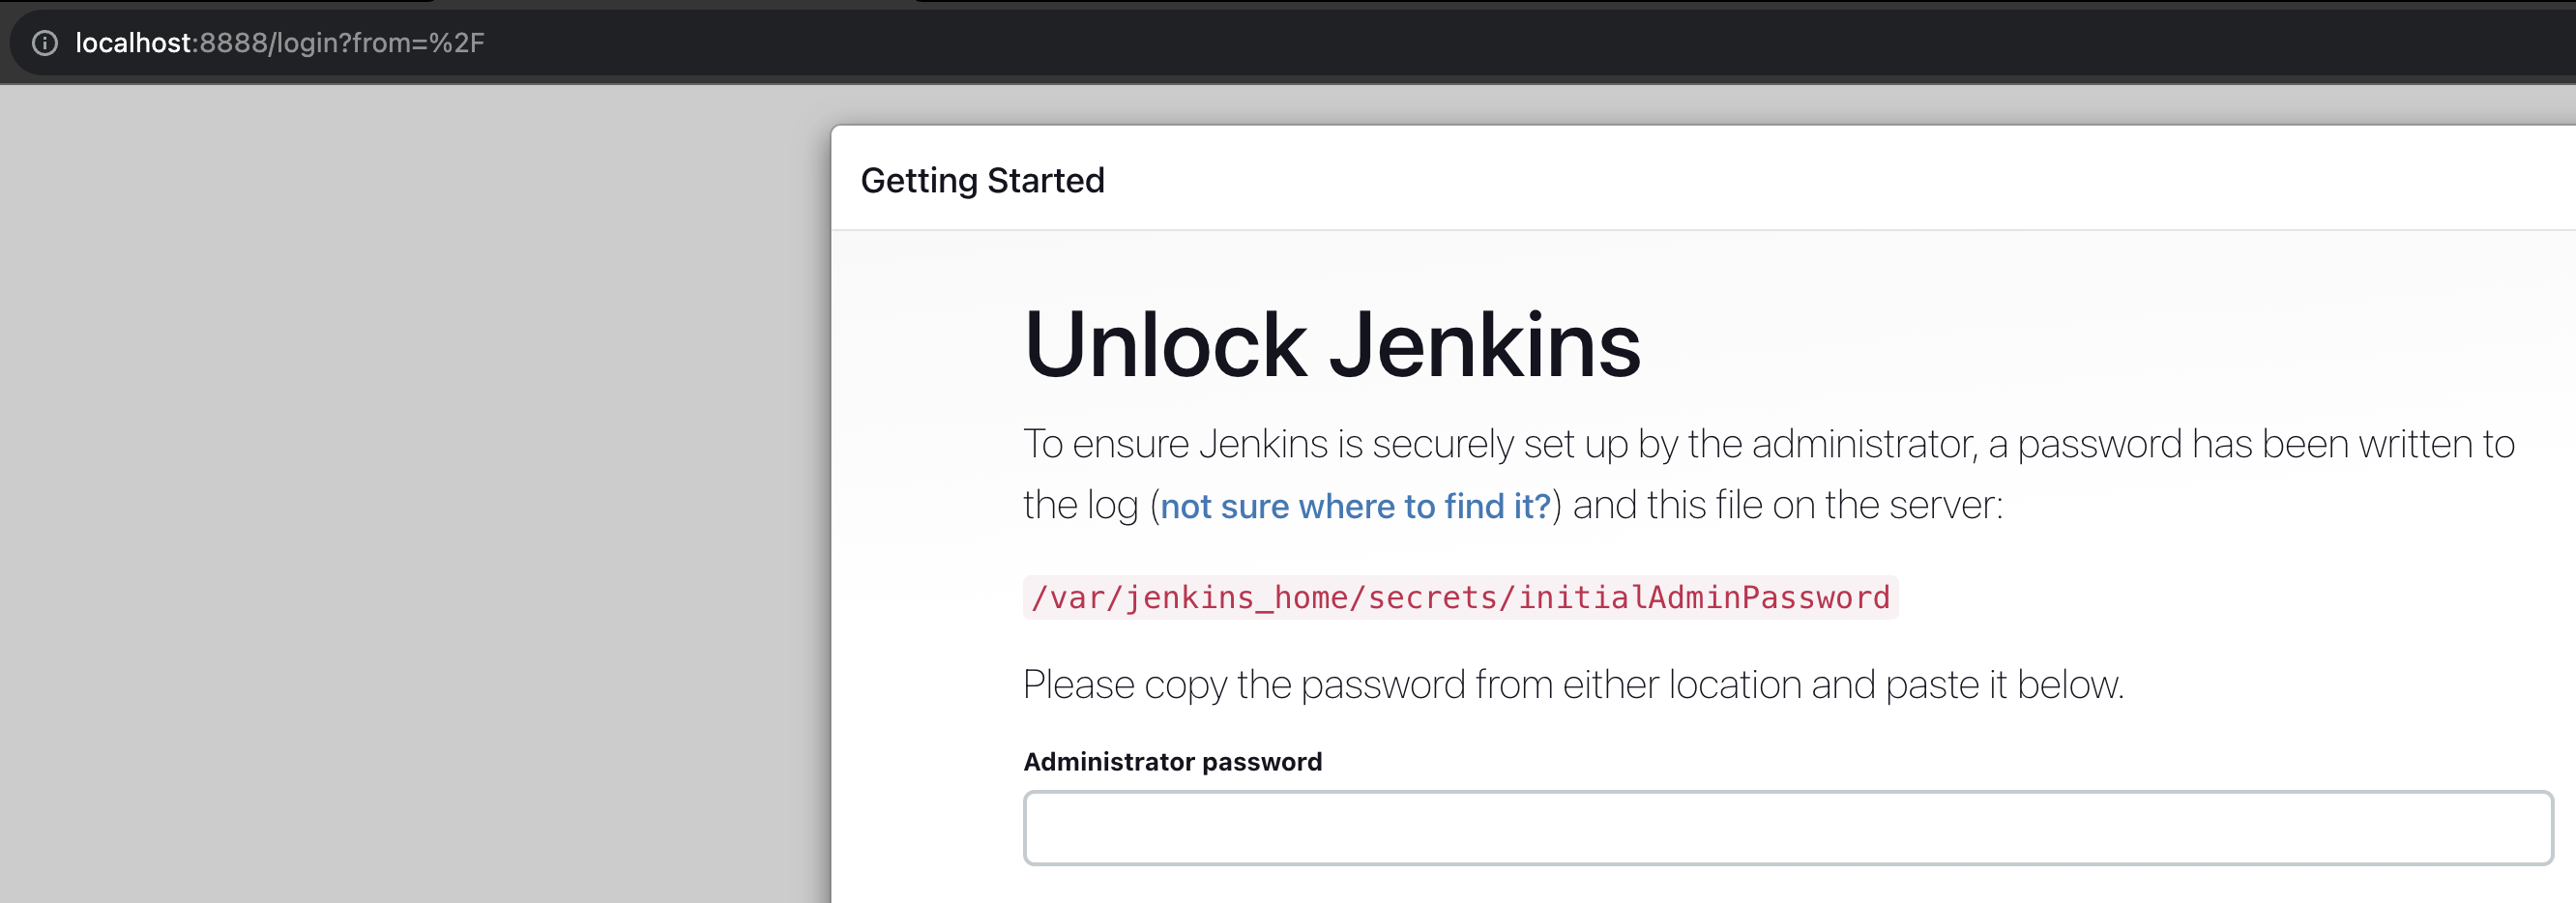 localhost:8888/login?from=%2F
Getting Started
Unlock Jenkins
To ensure Jenkins is securely set up by the administrator, a password has been written to
the log (not sure where to find it?) and this file on the server:
/var/jenkins_home/secrets/initialAdminPassword
Please copy the password from either location and paste it below.
Administrator password